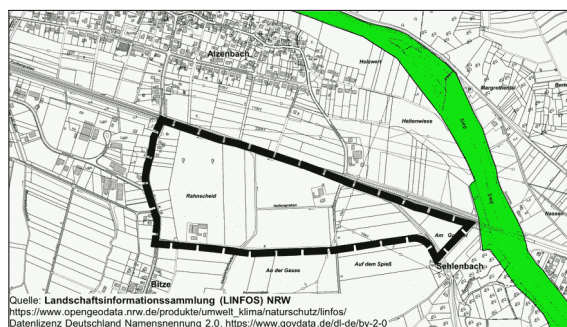 Alzenbach
Holzwert
Margrethental
Heltenwiese
Sieg
Rahnscheid
Hellengraben
Am
Nassen
Sehlenbach
Auf dem Spieß
An der Gasse
Bitze
Quelle: Landschaftsinformationssammlung (LINFOS) NRW
https://www.opengeodata.nrw.de/produkte/umwelt_klima/naturschutz/linfos/
Datenlizenz Deutschland Namensnennung 2.0, https://www.govdata.de/dl-de/by-2-0